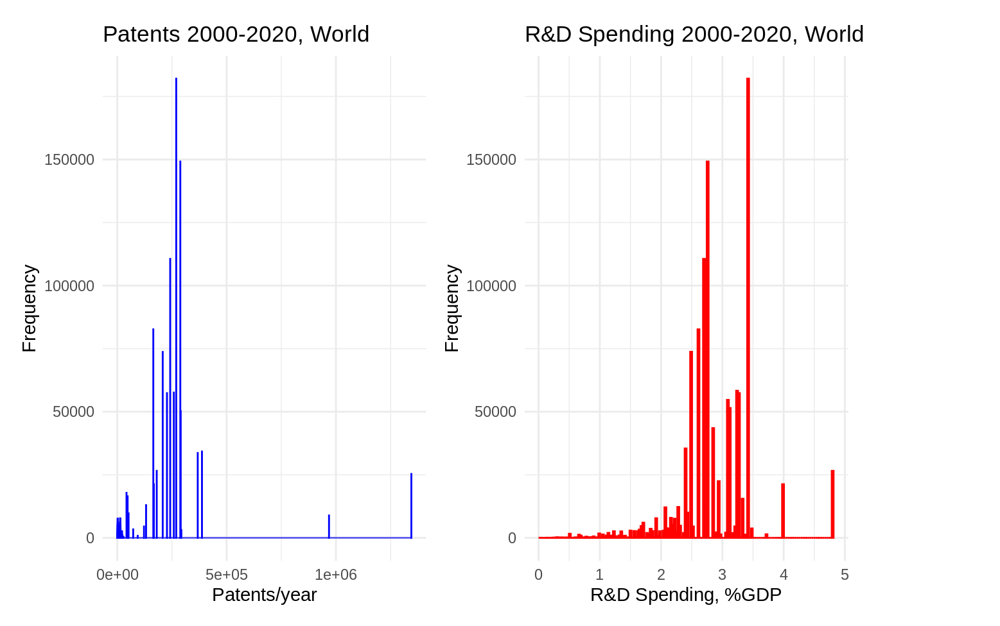 Patents 2000-2020, World
Frequency
150000
100000
50000
0
0e+00 5e+05 1e+06
Patents/year
R&D Spending 2000-2020, World
Frequency
150000
100000
50000
0
0 1 2 3 4 5
R&D Spending, %GDP